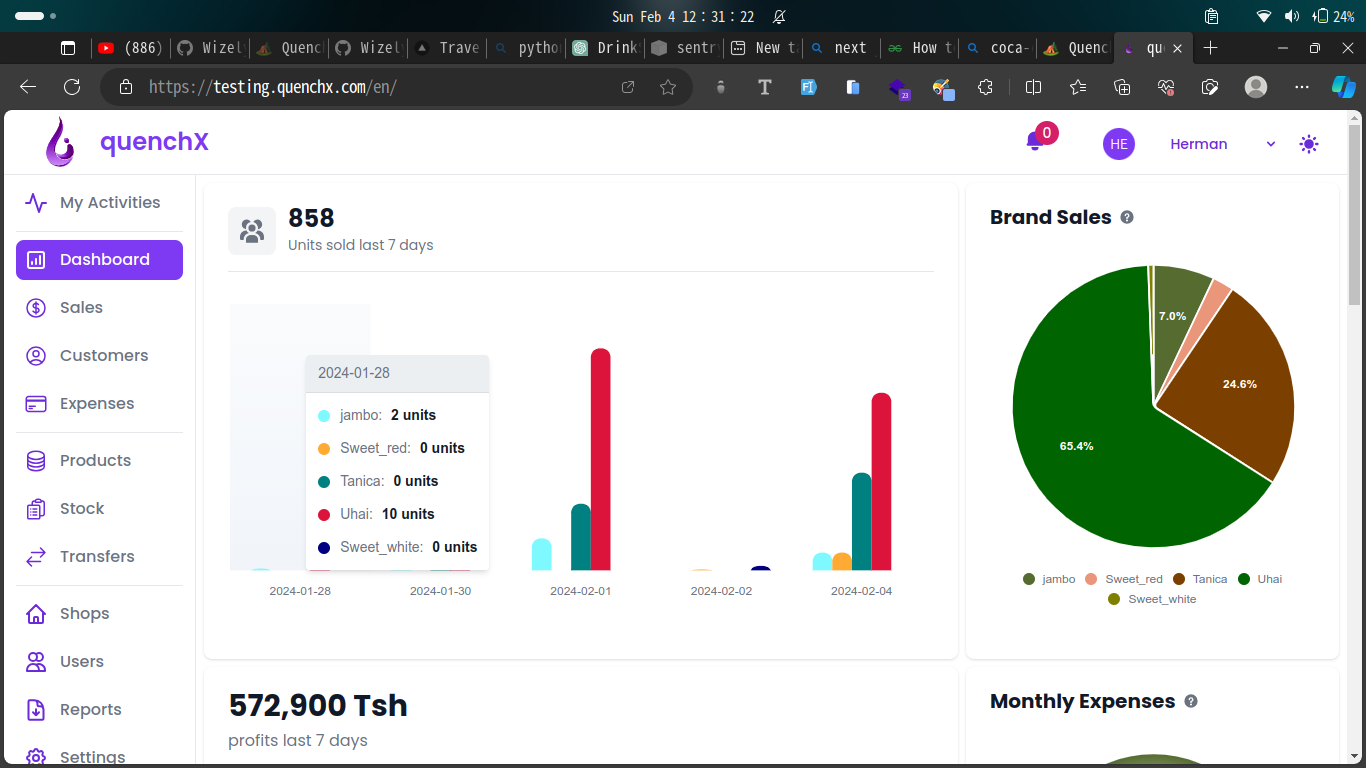 Sun Feb 4 12:31:22
24%
(886)
Wizel
Quencl
Wizel
Trave
pytho
Drink
sentr
New t
next
How t
coca-
Quenc
qu
https://testing.quenchx.com/en/
T
FI
23
quenchX
0
HE
Herman
My Activities
Dashboard
Sales
Customers
Expenses
Products
Stock
Transfers
Shops
Users
Reports
Settings
858
Units sold last 7 days
2024-01-28
jambo: 2 units
Sweet_red: 0 units
Tanica: 0 units
Uhai: 10 units
Sweet_white: 0 units
2024-01-28
2024-01-30
2024-02-01
2024-02-02
2024-02-04
Brand Sales
7.0%
24.6%
65.4%
jambo Sweet_red Tanica Uhai
Sweet_white
572,900 Tsh
profits last 7 days
Monthly Expenses